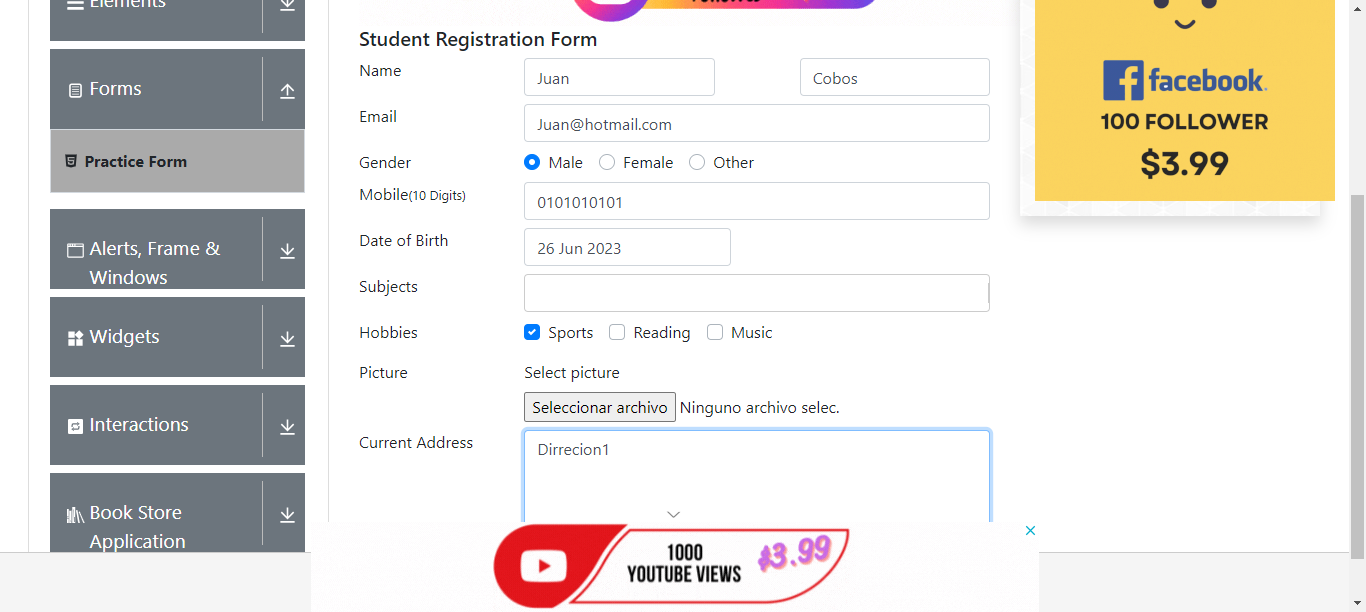 Elements
Forms
Practice Form
Alerts, Frame &
Windows
Widgets
Interactions
Book Store
Application
Student Registration Form
Name
Juan
Cobos
Email
Juan@hotmail.com
Gender
Male
Female
Other
Mobile(10 Digits)
0101010101
Date of Birth
26 Jun 2023
Subjects
Hobbies
Sports
Reading
Music
Picture
Select picture
Seleccionar archivo
Ninguno archivo selec.
Current Address
Dirrecion1
facebook.
100 FOLLOWER
$3.99
1000
YOUTUBE VIEWS
$3.99